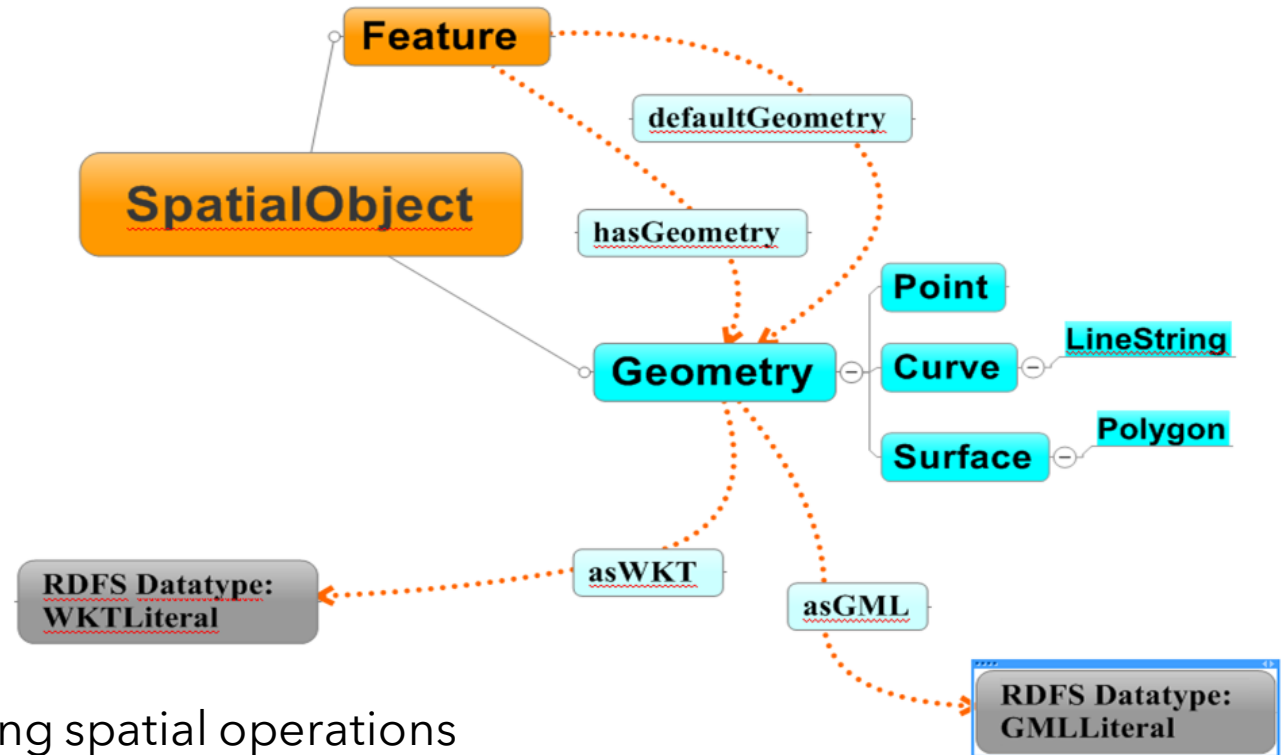 Feature
defaultGeometry
SpatialObject
hasGeometry
Point
LineString
Curve
Geometry
Polygon
Surface
asWKT
RDFS Datatype:
WKTLiteral
asGML
RDFS Datatype:
GMLLiteral
spatial operations